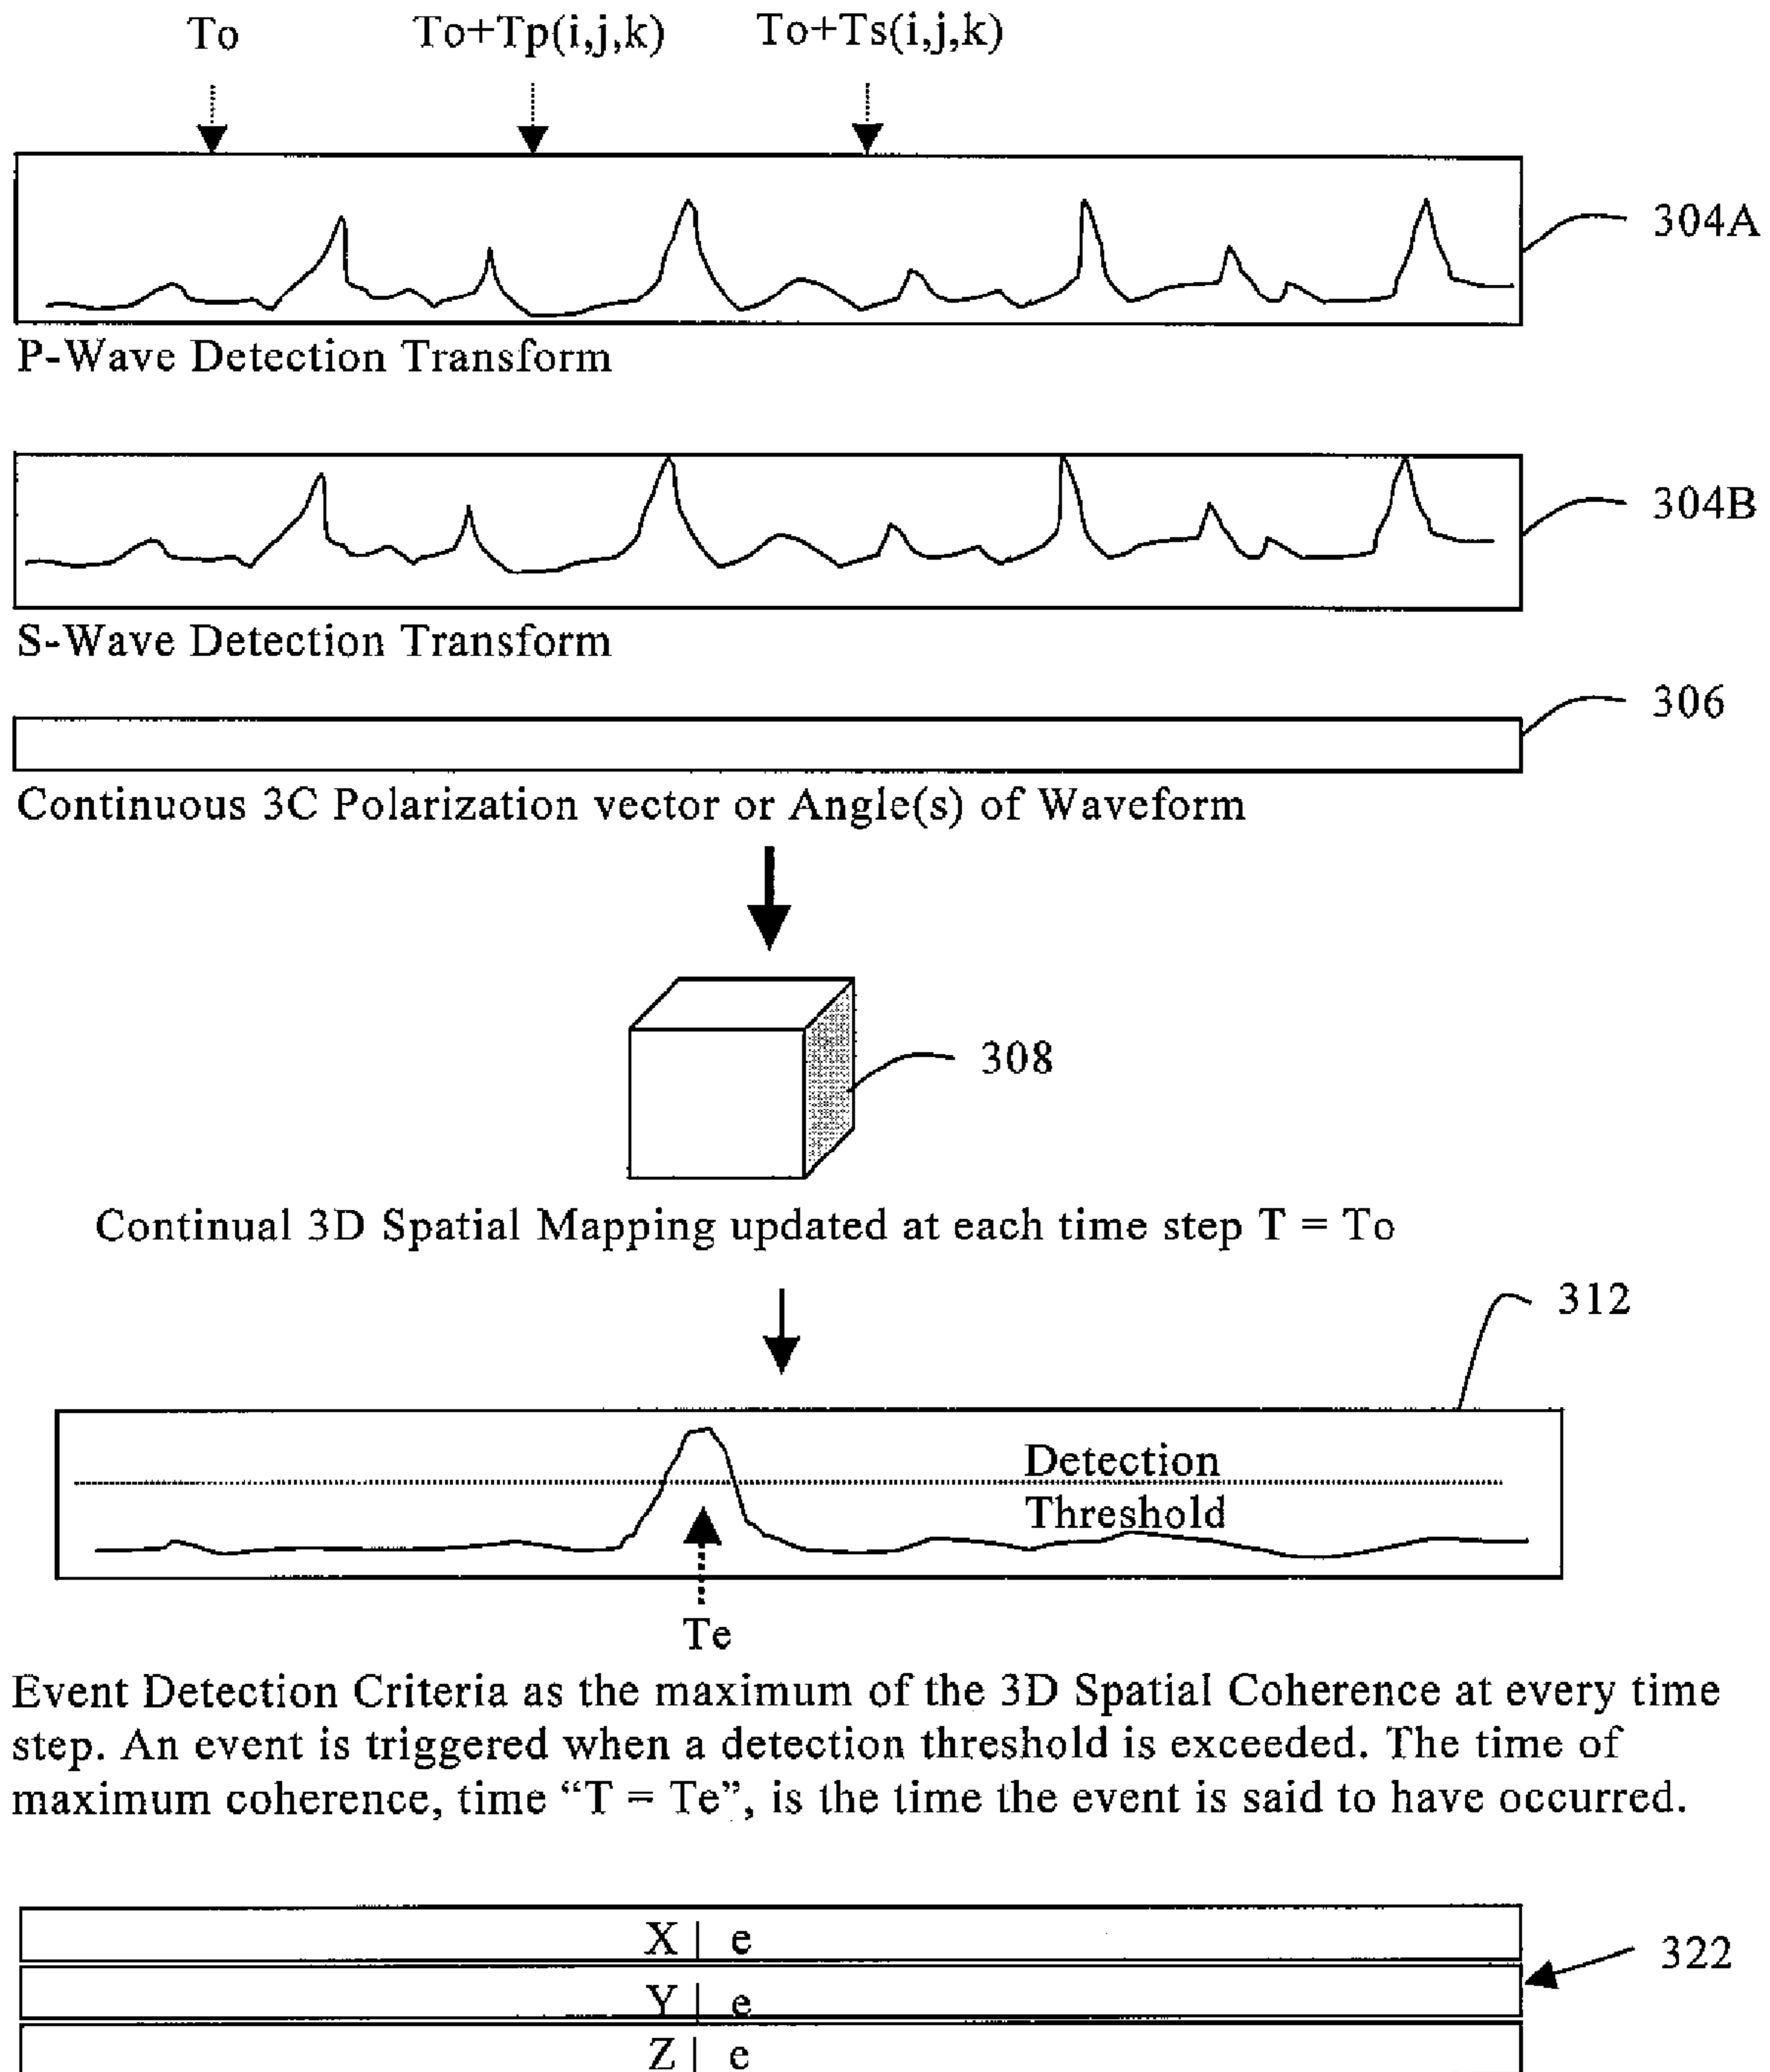 To To+Tp(i,j,k) To+Ts(i,j,k)
304A
P-Wave Detection Transform
304B
S-Wave Detection Transform
306
Continuous 3C Polarization vector or Angle(s) of Waveform
308
Continual 3D Spatial Mapping updated at each time step T = To
312
Detection
Threshold
Te
Event Detection Criteria as the maximum of the 3D Spatial Coherence at every time
step. An event is triggered when a detection threshold is exceeded. The time of
maximum coherence, time “T = Te”, is the time the event is said to have occurred.
X | e
322
Y | e
Z | e